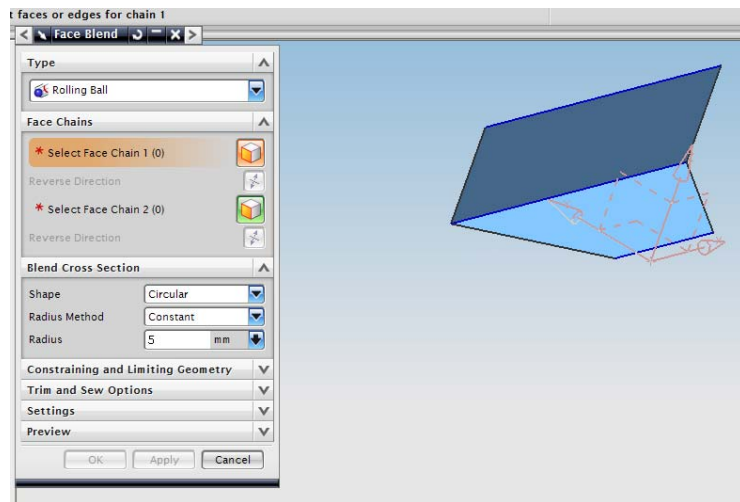 t faces or edges for chain 1
Face Blend
Type
Rolling Ball
Face Chains
* Select Face Chain 1 (0)
Reverse Direction
* Select Face Chain 2 (0)
Reverse Direction
Blend Cross Section
Shape Circular
Radius Method Constant
Radius 5 mm
Constraining and Limiting Geometry
Trim and Sew Options
Settings
Preview
OK Apply Cancel